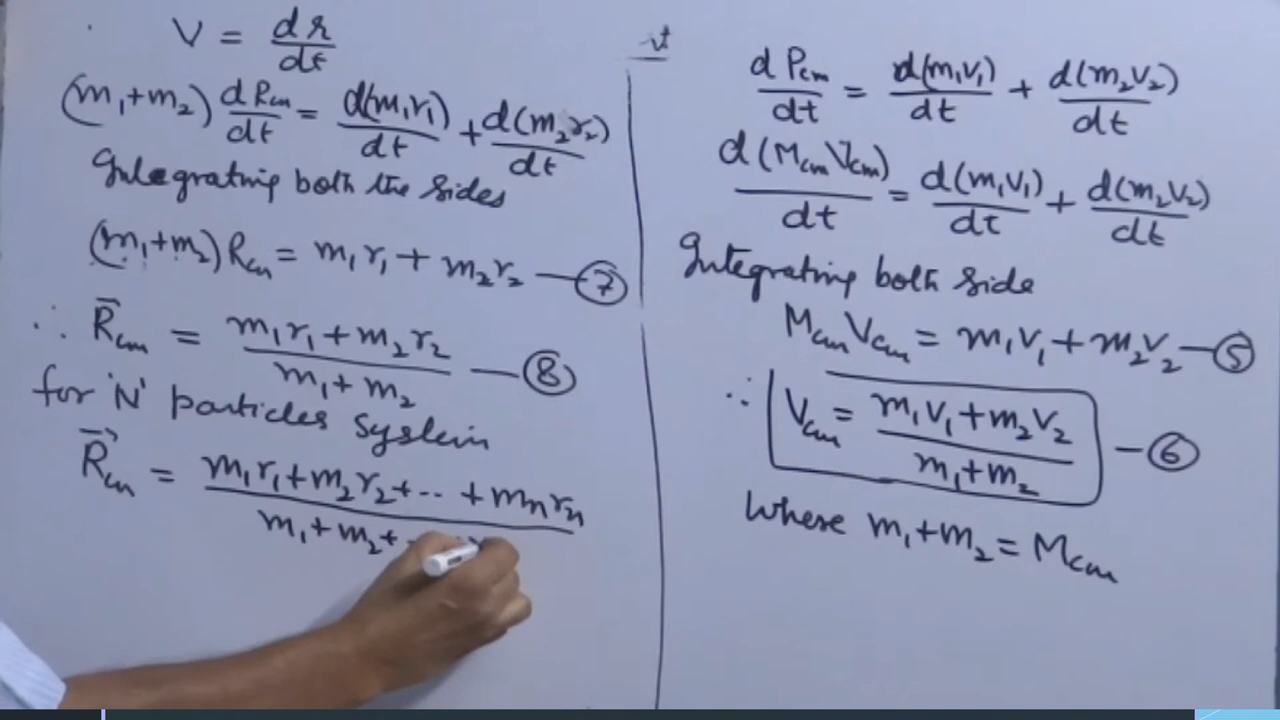 V = dr/dt
(m₁+m₂) dRcm/dt = d(m₁r₁)/dt + d(m₂r₂)/dt
Integrating both the sides
(m₁+m₂)Rcm = m₁r₁ + m₂r₂ — ⑦
∴ R⃗cm = (m₁r₁ + m₂r₂)/(m₁ + m₂) — ⑧
for 'N' particles system
R⃗cm = (m₁r₁+m₂r₂+ ·· + mnrn)/(m₁+m₂+
dPcm/dt = d(m₁v₁)/dt + d(m₂v₂)/dt
d(McmVcm)/dt = d(m₁v₁)/dt + d(m₂v₂)/dt
Integrating both side
McmVcm = m₁v₁ + m₂v₂ — ⑤
∴ Vcm = (m₁v₁+m₂v₂)/(m₁+m₂) — ⑥
Where m₁+m₂ = Mcm